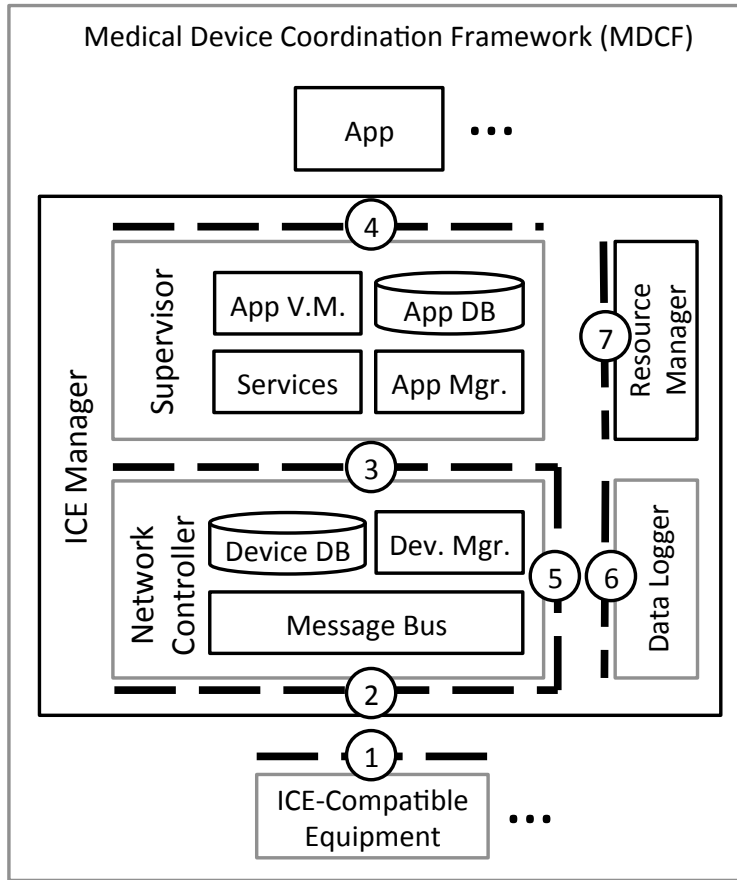 Medical Device Coordination Framework (MDCF)
App
...
4
ICE Manager
Supervisor
App V.M.
App DB
Services
App Mgr.
7
Resource
Manager
3
Network
Controller
Device DB
Dev. Mgr.
Message Bus
5
6
Data Logger
2
1
ICE-Compatible
Equipment
...